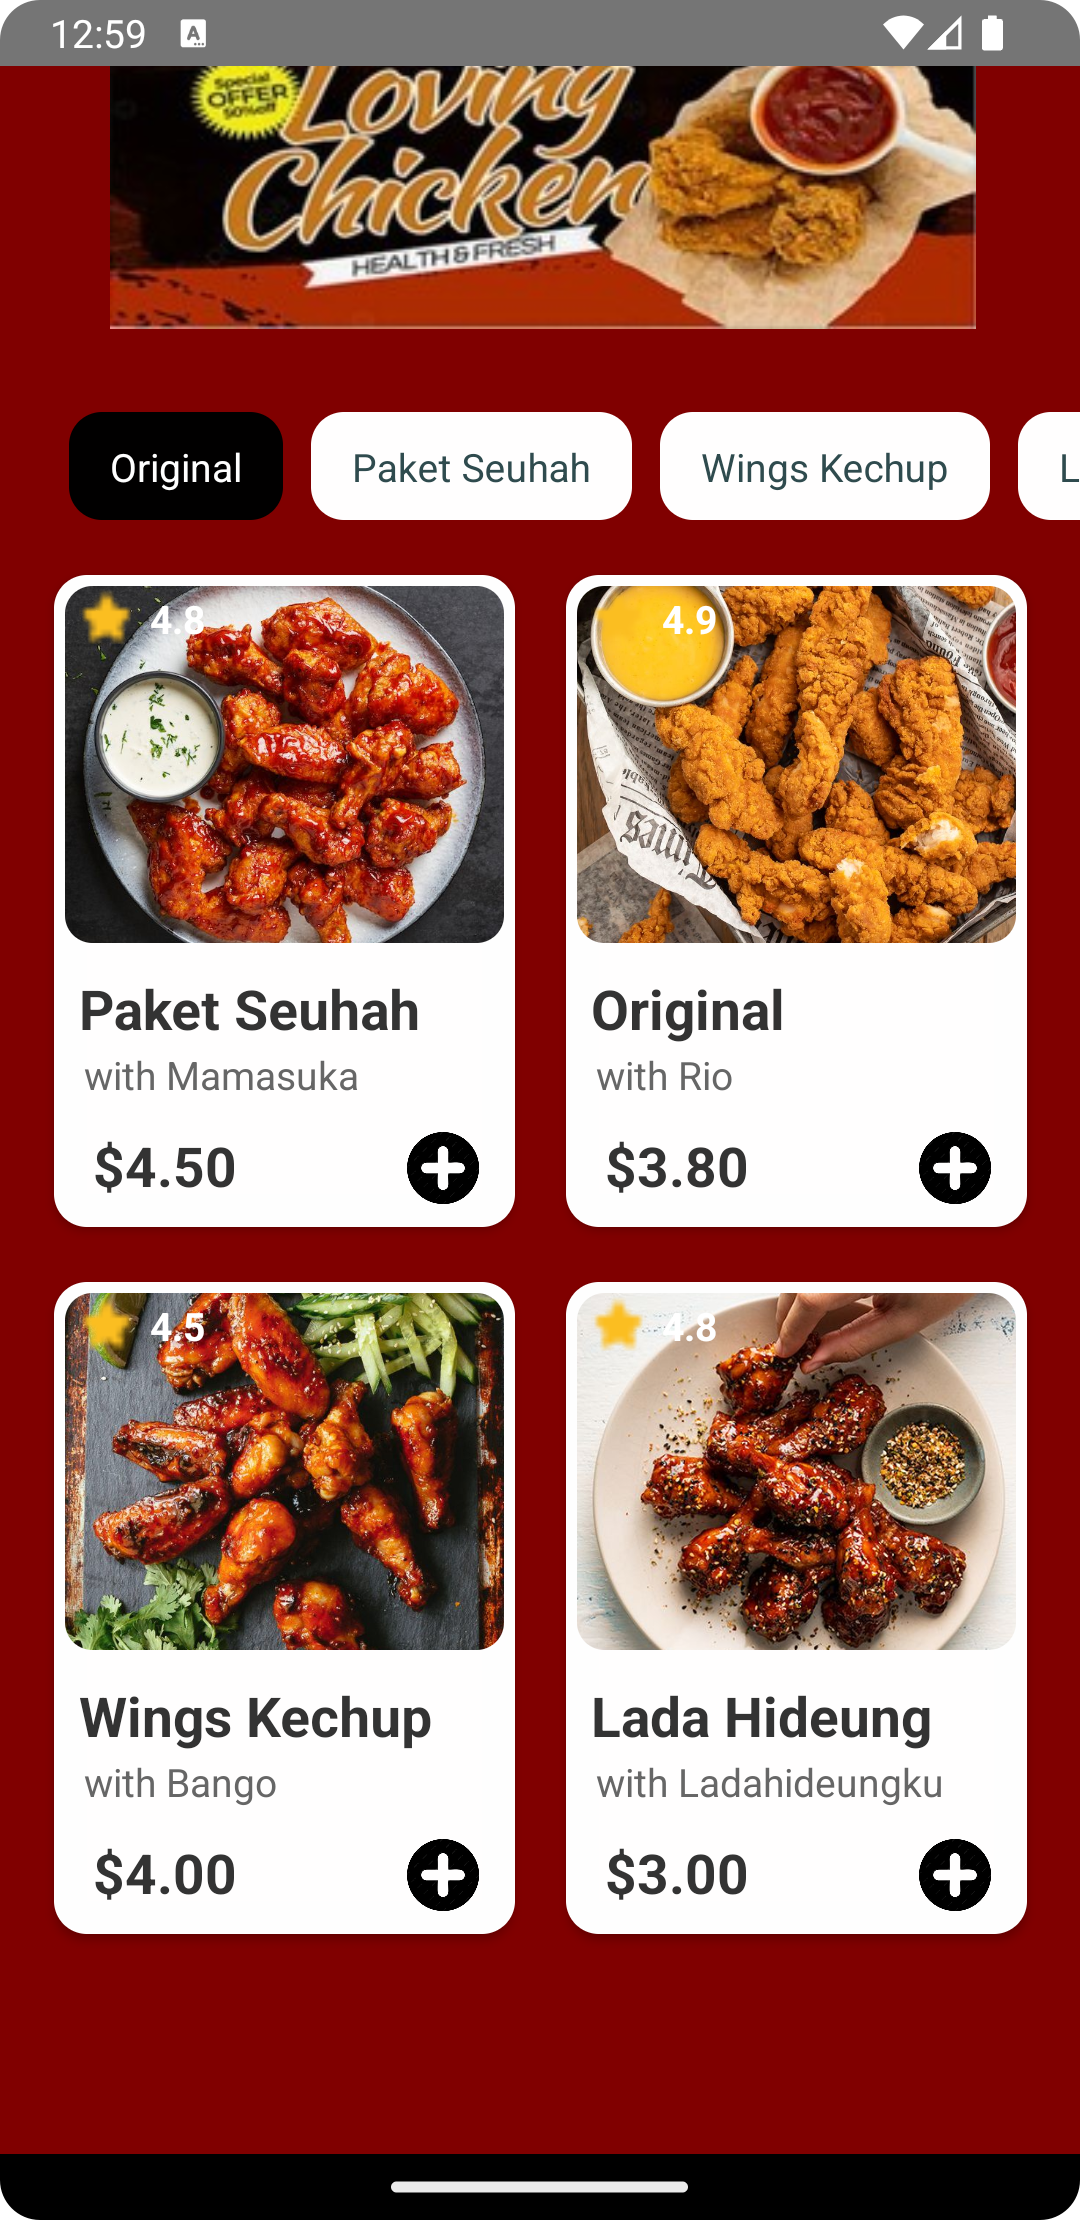 12:59
Special
OFFER
50%off
Loving
Chicken
HEALTH & FRESH
Original
Paket Seuhah
Wings Kechup
L
4.8
4.9
Paket Seuhah
Original
with Mamasuka
with Rio
$4.50
$3.80
4.5
4.8
Wings Kechup
Lada Hideung
with Bango
with Ladahideungku
$4.00
$3.00